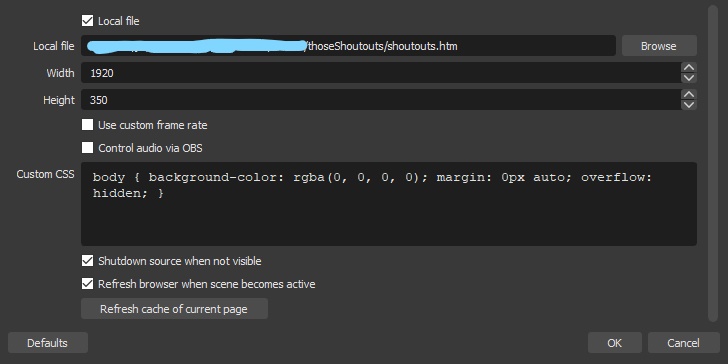 Local file
Local file /thoseShoutouts/shoutouts.htm Browse
Width 1920
Height 350
Use custom frame rate
Control audio via OBS
Custom CSS body { background-color: rgba(0, 0, 0, 0); margin: 0px auto; overflow:
hidden; }
Shutdown source when not visible
Refresh browser when scene becomes active
Refresh cache of current page
Defaults OK Cancel